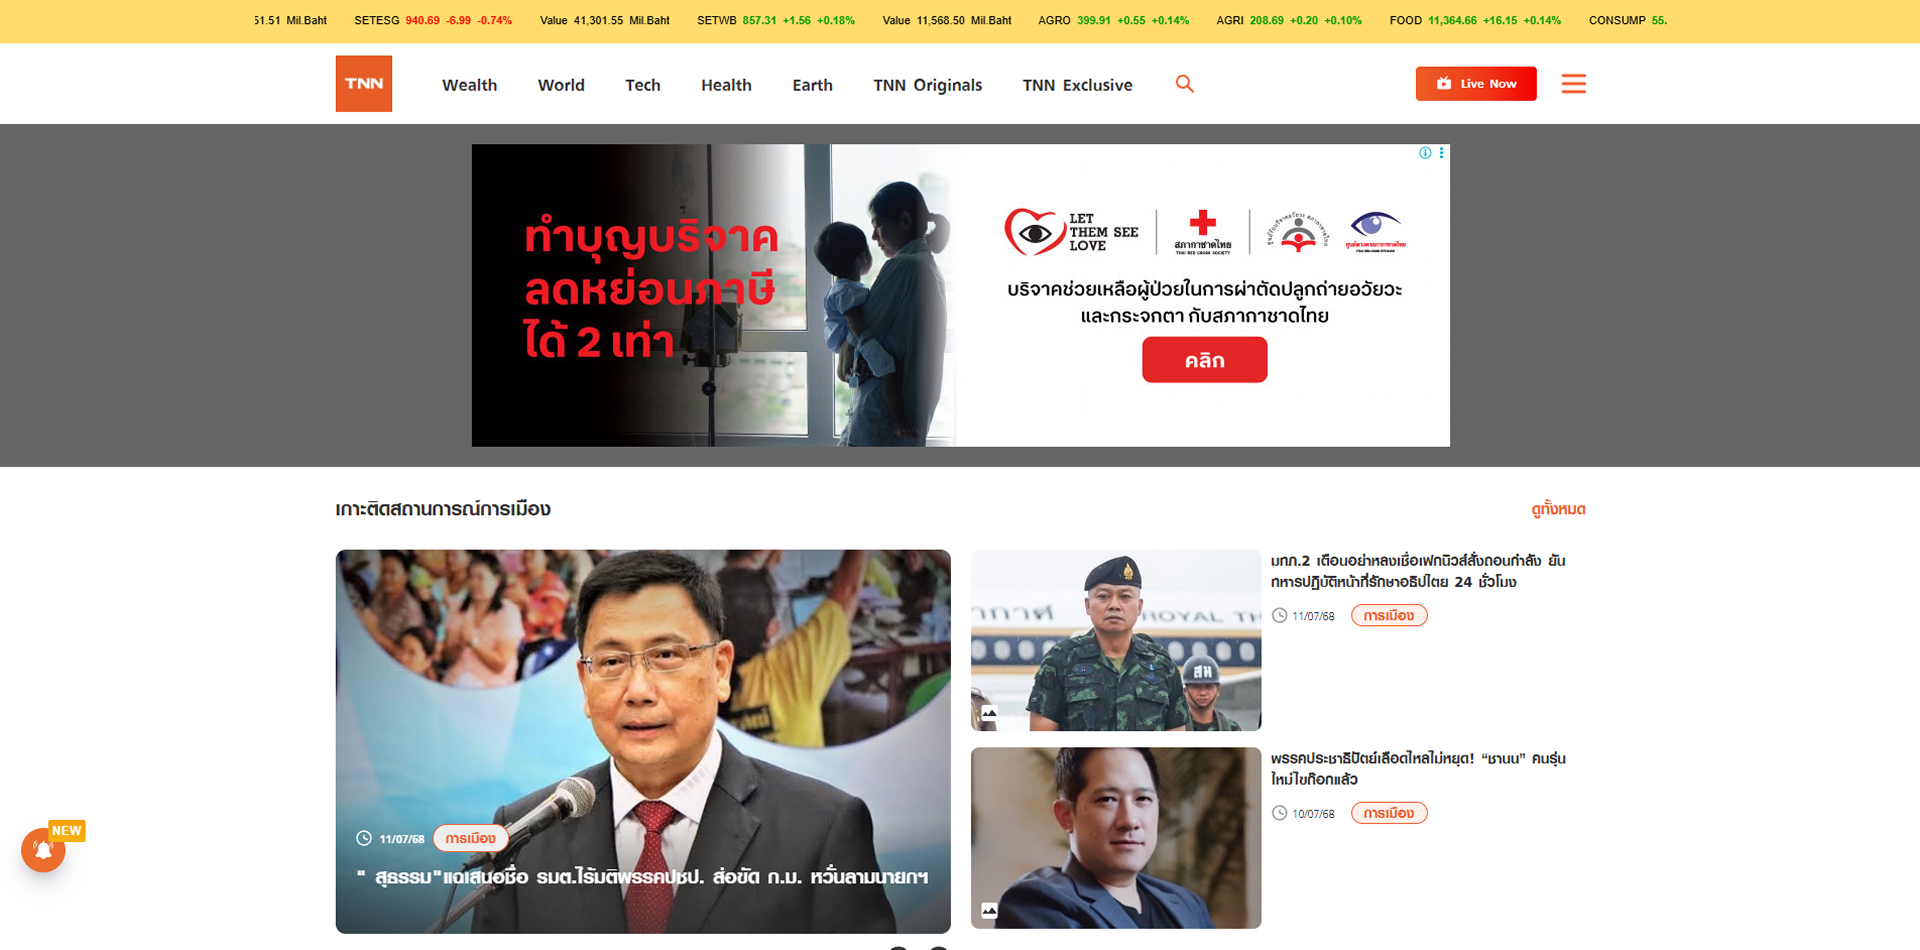 51.51 Mil.Baht SETESG 940.69 -6.99 -0.74% Value 41,301.55 Mil.Baht SETWB 857.31 +1.56 +0.18% Value 11,568.50 Mil.Baht AGRO 399.91 +0.55 +0.14% AGRI 208.69 +0.20 +0.10% FOOD 11,364.66 +16.15 +0.14% CONSUMP 55.
TNN Wealth World Tech Health Earth TNN Originals TNN Exclusive Live Now
ทำบุญบริจาค
ลดหย่อนภาษี
ได้ 2 เท่า
LET
THEM SEE
LOVE
สภากาชาดไทย
THAI RED CROSS SOCIETY
บริจาคช่วยเหลือผู้ป่วยในการผ่าตัดปลูกถ่ายอวัยวะ
และกระจกตา กับสภากาชาดไทย
คลิก
เกาะติดสถานการณ์การเมือง ดูทั้งหมด
11/07/68 การเมือง
" สุธรรม"แฉเสนอชื่อ รมต.ไร้มติพรรคปชป. ส่อขัด ก.ม. หวั่นลามนายกฯ
ากาศ ROYAL TH
สห
มทภ.2 เตือนอย่าหลงเชื่อเฟกนิวส์สั่งถอนกำลัง ยัน
ทหารปฏิบัติหน้าที่รักษาอธิปไตย 24 ชั่วโมง
11/07/68 การเมือง
พรรคประชาธิปัตย์เลือดไหลไม่หยุด! “ชานน” คนรุ่น
ใหม่ไขก๊อกแล้ว
10/07/68 การเมือง
NEW